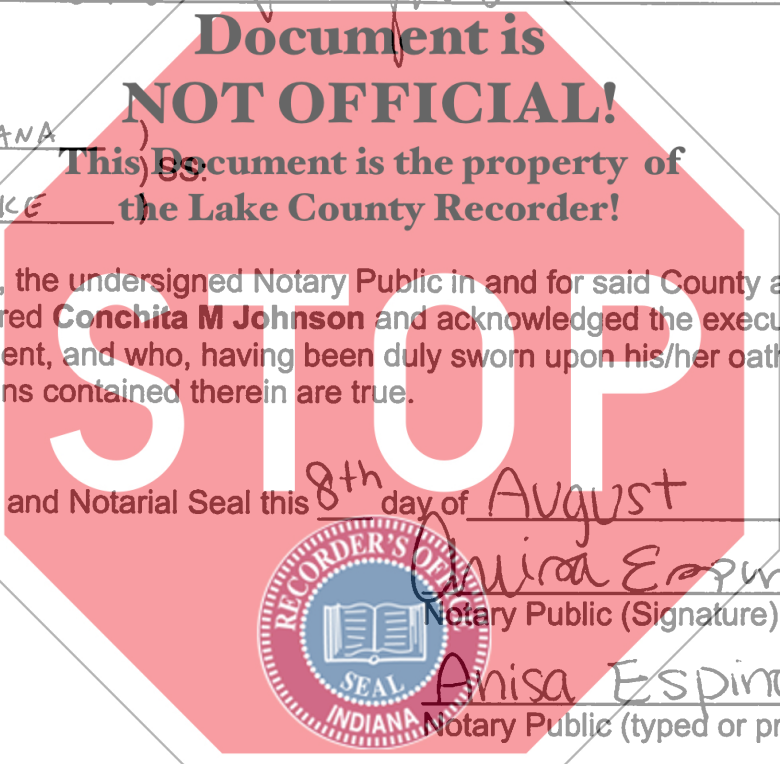 Document is
NOT OFFICIAL!
ANA )
This Document is the property of
) SS:
KE )
the Lake County Recorder!
, the undersigned Notary Public in and for said County a
red Conchita M Johnson and acknowledged the execu
ent, and who, having been duly sworn upon his/her oath
ns contained therein are true.
STOP
and Notarial Seal this 8th day of August
RECORDER'S OFFICE
SEAL
INDIANA
Notary Public (Signature)
Anisa Espin
Notary Public (typed or pr